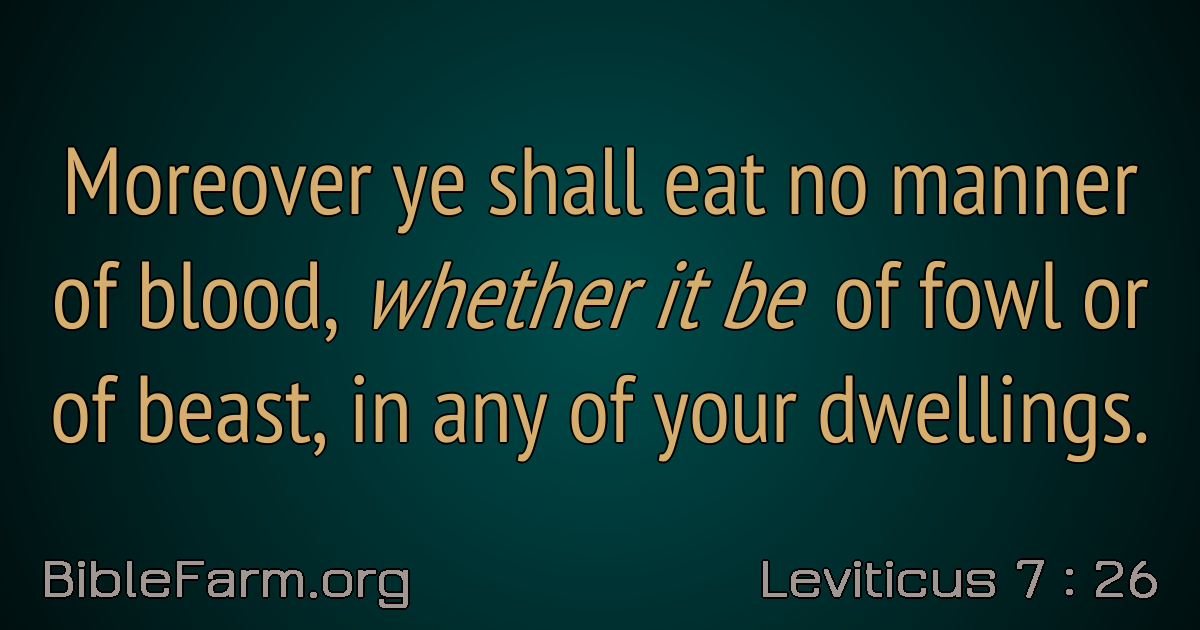 Moreover ye shall eat no manner
of blood, whether it be of fowl or
of beast, in any of your dwellings.
BibleFarm.org
Leviticus 7 : 26